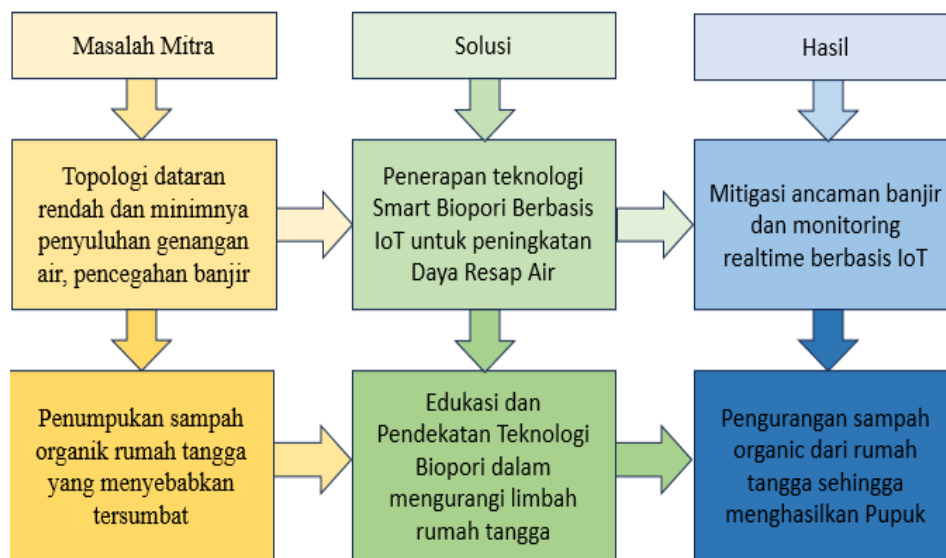 Masalah Mitra
Solusi
Hasil
Topologi dataran
rendah dan minimnya
penyuluhan genangan
air, pencegahan banjir
Penerapan teknologi
Smart Biopori Berbasis
IoT untuk peningkatan
Daya Resap Air
Mitigasi ancaman banjir
dan monitoring
realtime berbasis IoT
Penumpukan sampah
organik rumah tangga
yang menyebabkan
tersumbat
Edukasi dan
Pendekatan Teknologi
Biopori dalam
mengurangi limbah
rumah tangga
Pengurangan sampah
organic dari rumah
tangga sehingga
menghasilkan Pupuk